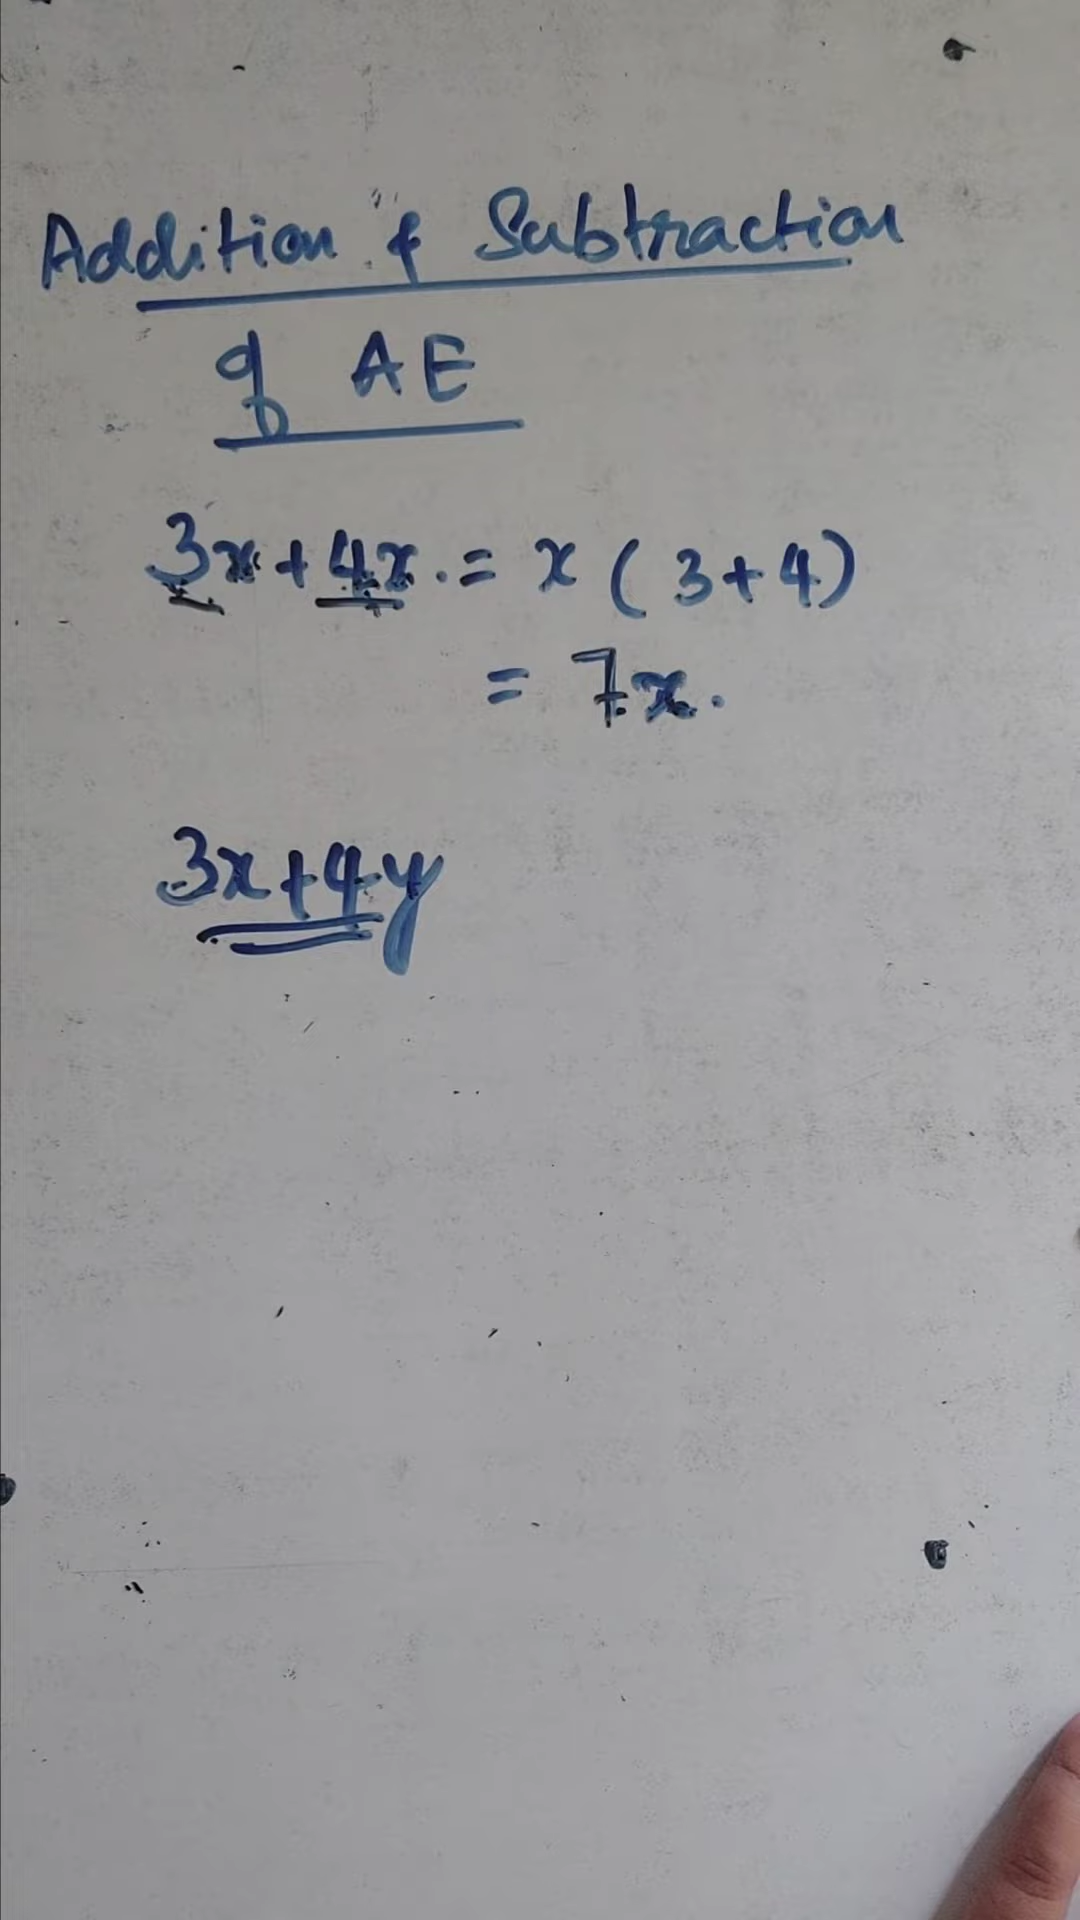 Addition & Subtraction
of AE
3x + 4x. = x ( 3 + 4 )
= 7x.
3x + 4y